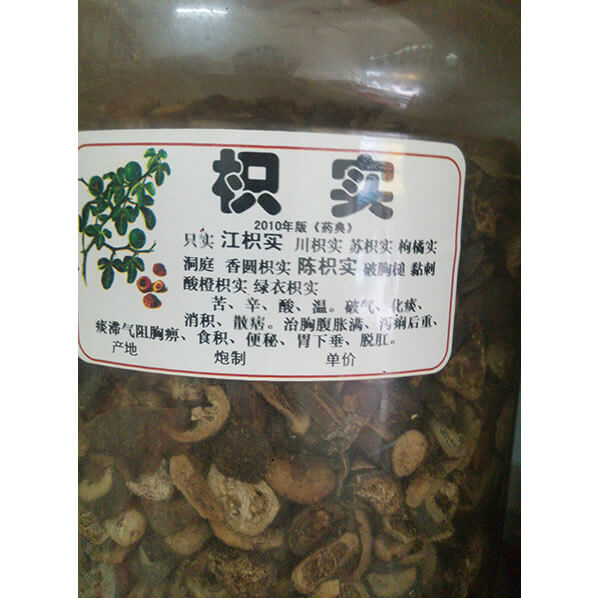 枳 实
2010年版《药典》
只实 江枳实 川枳实 苏枳实 枸橘实
洞庭 香圆枳实 陈枳实 破胸槌 黏刺
酸橙枳实 绿衣枳实
苦、辛、酸、温。破气、化痰、
消积、散痞。治胸腹胀满、泻痢后重、
痰滞气阻胸痹、食积、便秘、胃下垂、脱肛。
产地 炮制 单价